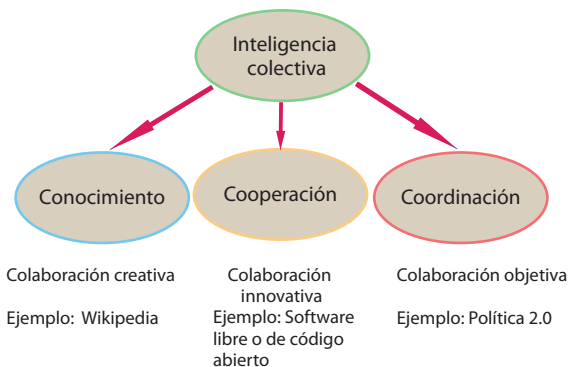 Inteligencia
colectiva
Conocimiento
Cooperación
Coordinación
Colaboración creativa
Ejemplo: Wikipedia
Colaboración
innovativa
Ejemplo: Software
libre o de código
abierto
Colaboración objetiva
Ejemplo: Política 2.0